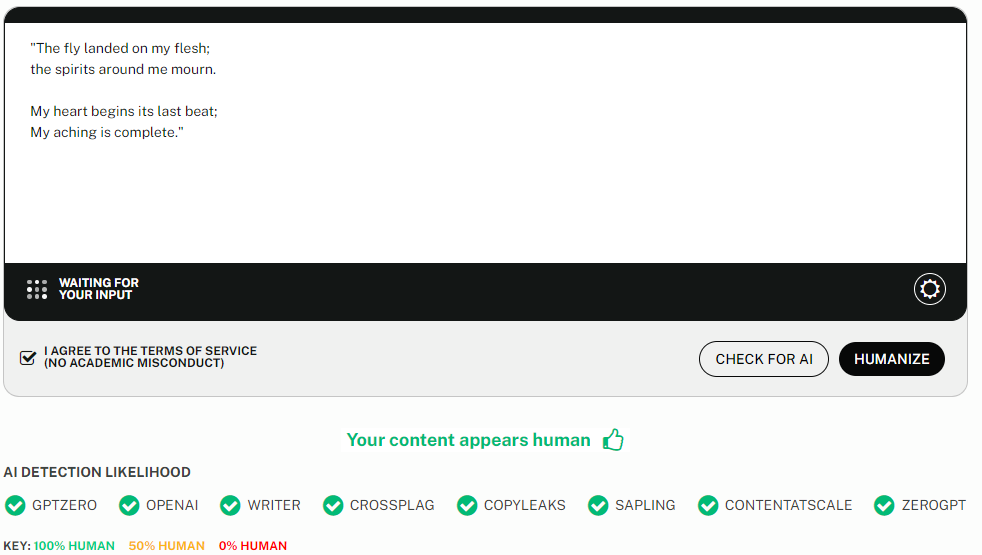 "The fly landed on my flesh;
the spirits around me mourn.
My heart begins its last beat;
My aching is complete."
WAITING FOR
YOUR INPUT
I AGREE TO THE TERMS OF SERVICE
(NO ACADEMIC MISCONDUCT)
CHECK FOR AI
HUMANIZE
Your content appears human
AI DETECTION LIKELIHOOD
GPTZERO OPENAI WRITER CROSSPLAG COPYLEAKS SAPLING CONTENTATSCALE ZEROGPT
KEY: 100% HUMAN 50% HUMAN 0% HUMAN